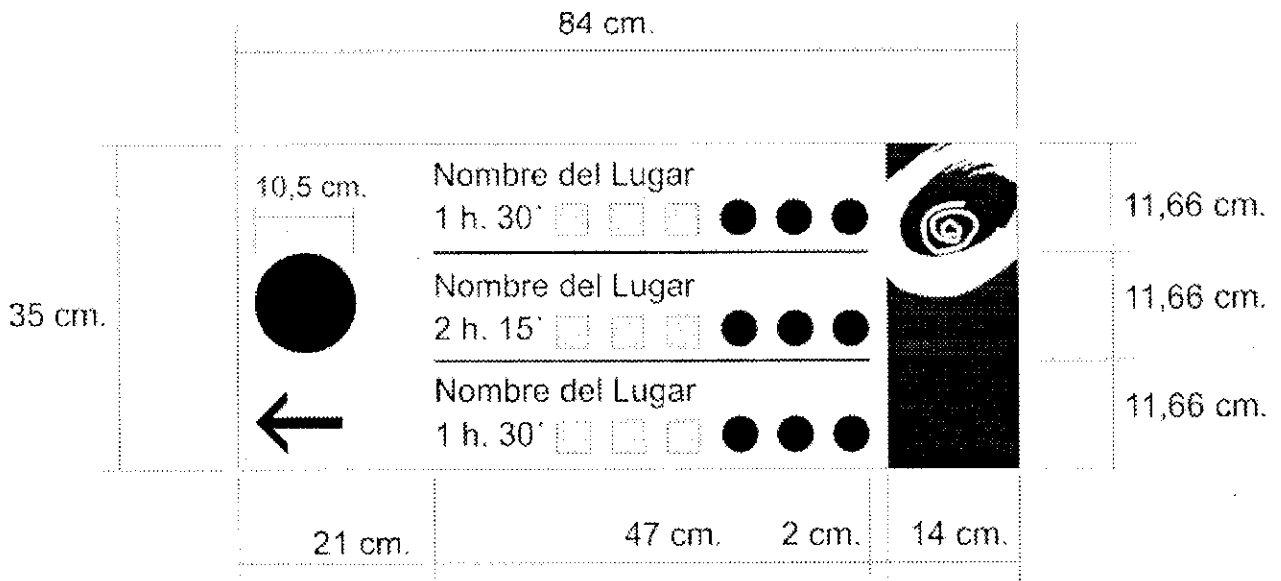 84 cm.
10,5 cm.
Nombre del Lugar
1 h. 30´
11,66 cm.
35 cm.
Nombre del Lugar
2 h. 15´
11,66 cm.
Nombre del Lugar
1 h. 30´
11,66 cm.
21 cm.
47 cm.
2 cm.
14 cm.